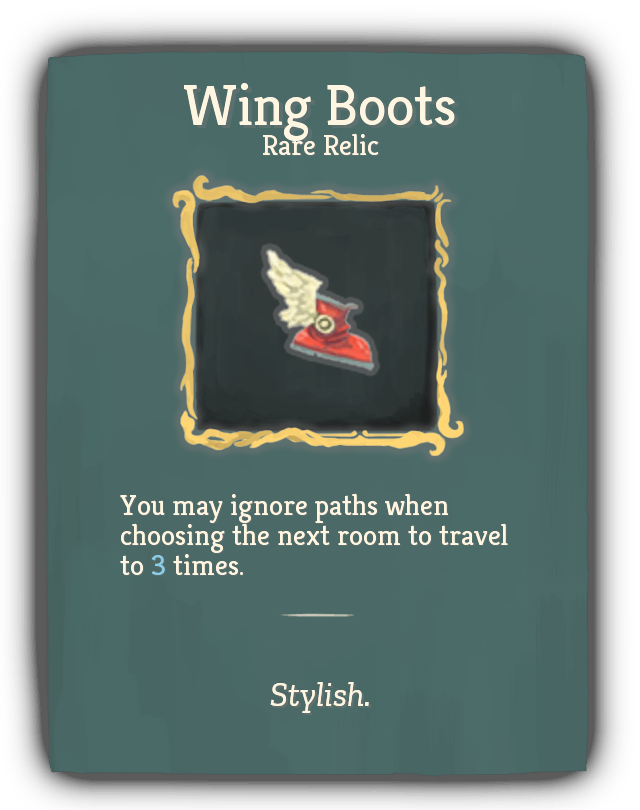 Wing Boots
Rare Relic
You may ignore paths when
choosing the next room to travel
to 3 times.
Stylish.